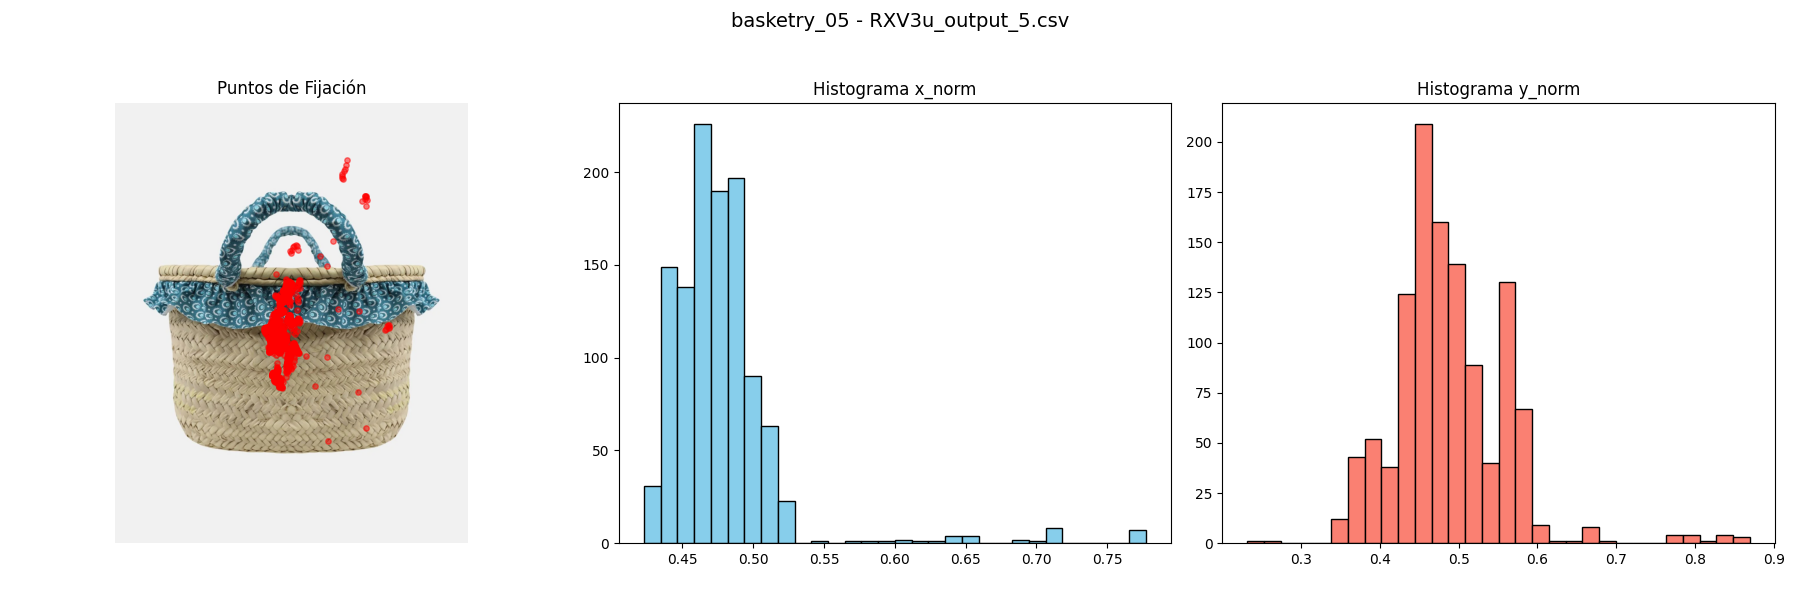 basketry_05 - RXV3u_output_5.csv
Puntos de Fijación
Histograma x_norm
200
150
100
50
0
0.45 0.50 0.55 0.60 0.65 0.70 0.75
Histograma y_norm
200
175
150
125
100
75
50
25
0
0.3 0.4 0.5 0.6 0.7 0.8 0.9